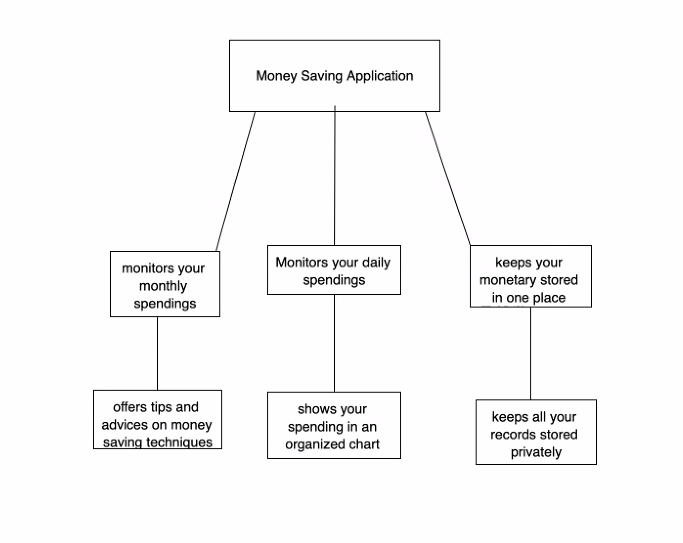 Money Saving Application
monitors your
monthly
spendings
Monitors your daily
spendings
keeps your
monetary stored
in one place
offers tips and
advices on money
saving techniques
shows your
spending in an
organized chart
keeps all your
records stored
privately